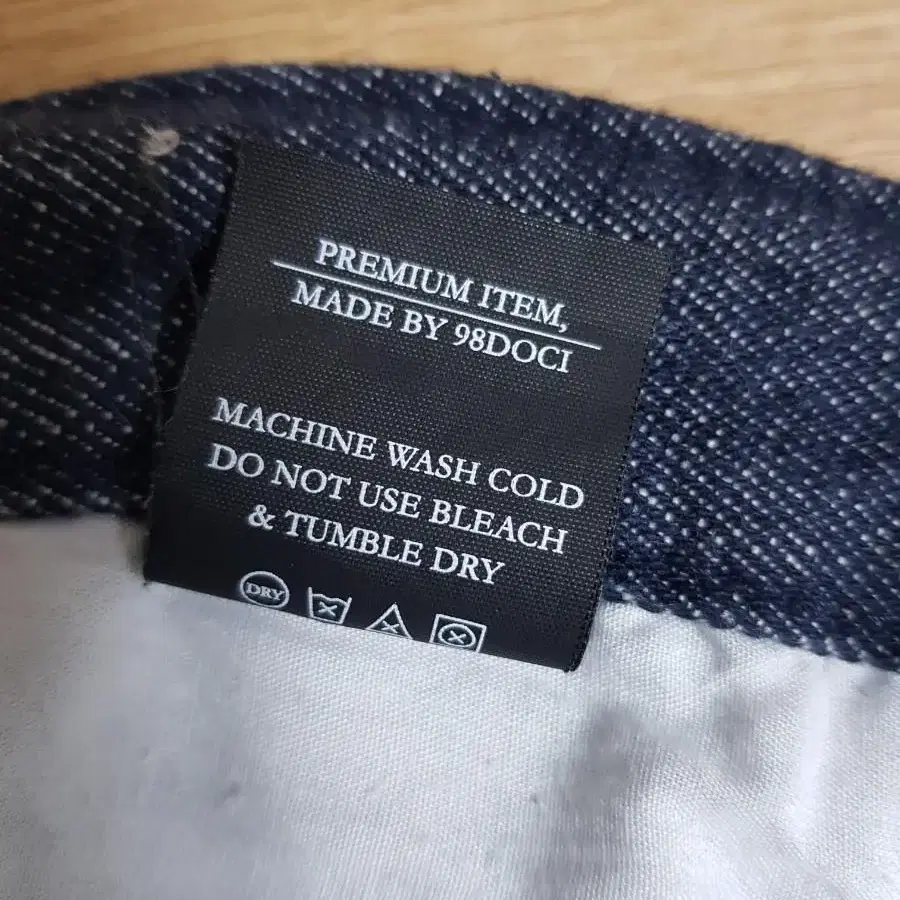 PREMIUM ITEM,
MADE BY 98DOCI
MACHINE WASH COLD
DO NOT USE BLEACH
& TUMBLE DRY
DRY